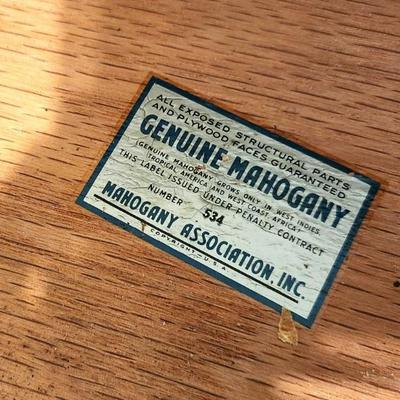 ALL EXPOSED STRUCTURAL PARTS
AND PLYWOOD FACES GUARANTEED
GENUINE MAHOGANY
(GENUINE MAHOGANY GROWS ONLY IN WEST INDIES,
TROPICAL AMERICA AND WEST COAST AFRICA)
THIS LABEL ISSUED UNDER PENALTY CONTRACT
NUMBER 534
MAHOGANY ASSOCIATION, INC.
COPYRIGHT - U.S.A.